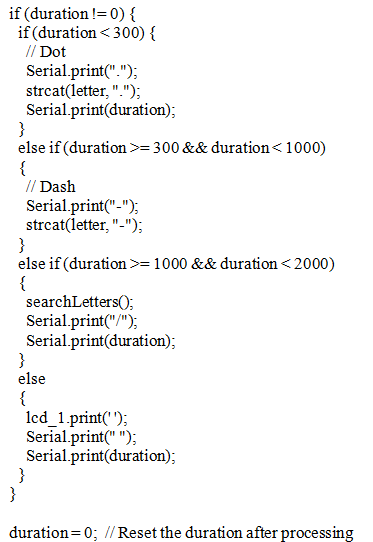 if (duration != 0) {
if (duration < 300) {
// Dot
Serial.print(".");
strcat(letter, ".");
Serial.print(duration);
}
else if (duration >= 300 && duration < 1000)
{
// Dash
Serial.print("-");
strcat(letter, "-");
}
else if (duration >= 1000 && duration < 2000)
{
searchLetters();
Serial.print("/");
Serial.print(duration);
}
else
{
lcd_1.print(' ');
Serial.print(" ");
Serial.print(duration);
}
}
duration = 0; // Reset the duration after processing